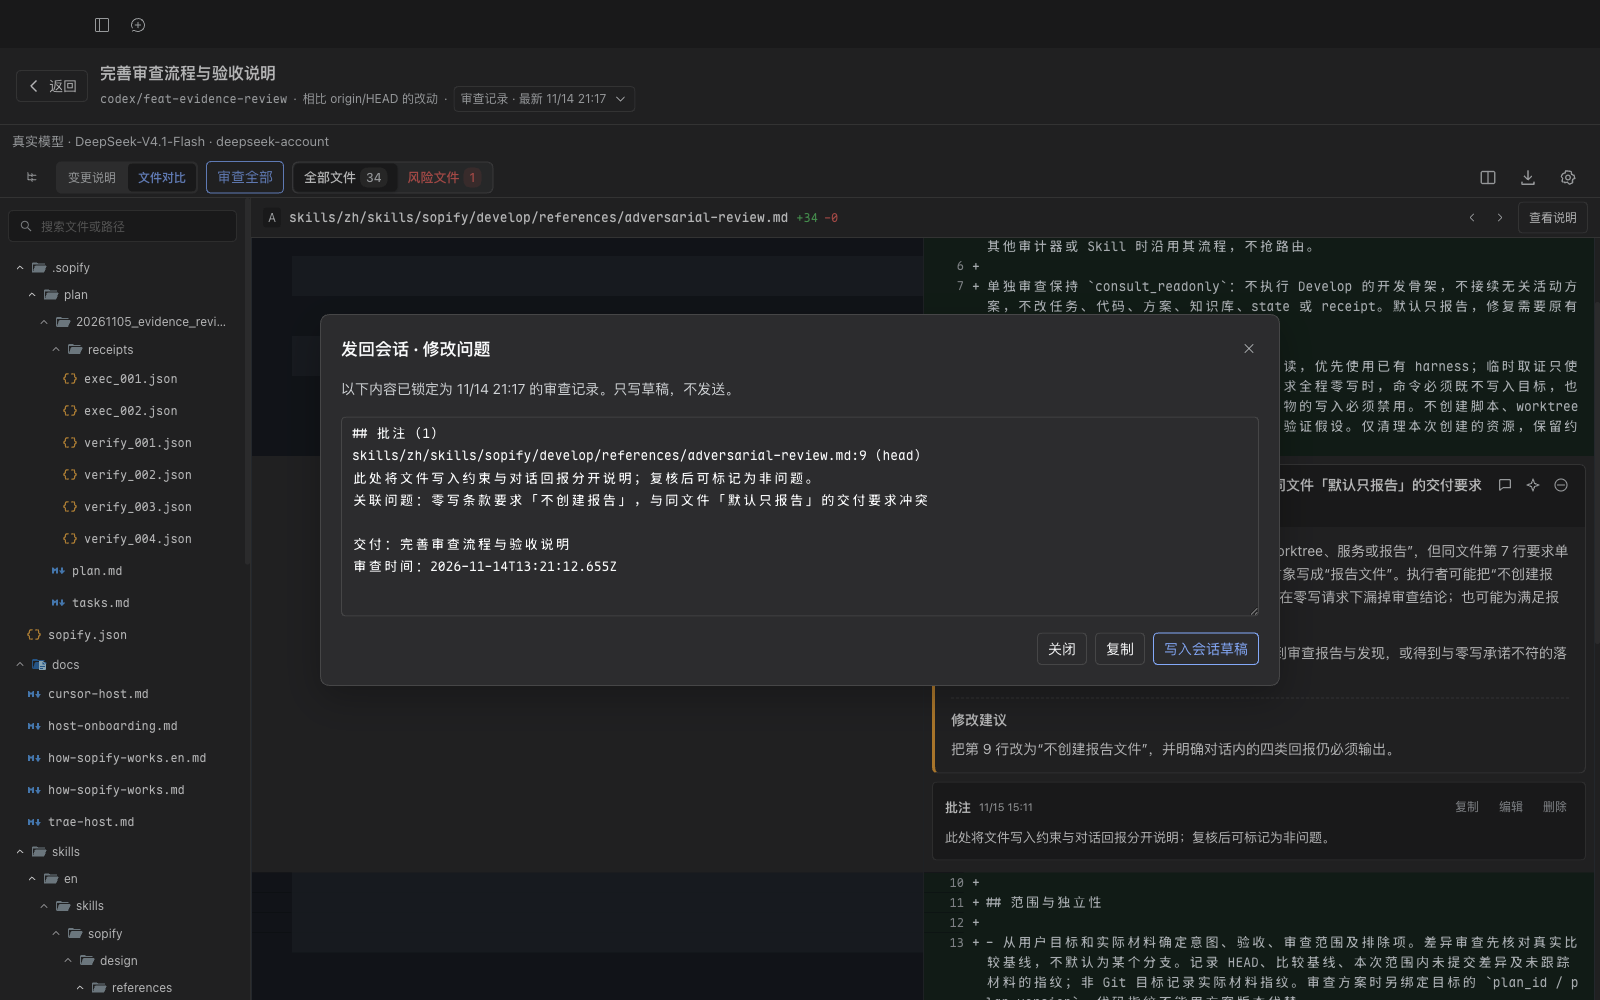 返回
完善审查流程与验收说明
codex/feat-evidence-review · 相比 origin/HEAD 的改动 · 审查记录 · 最新 11/14 21:17
真实模型 · DeepSeek-V4.1-Flash · deepseek-account
变更说明 文件对比 审查全部 全部文件 34 风险文件 1
搜索文件或路径
A skills/zh/skills/sopify/develop/references/adversarial-review.md +34 -0
查看说明
.sopify
plan
20261105_evidence_revi...
receipts
exec_001.json
exec_002.json
verify_001.json
verify_002.json
verify_003.json
verify_004.json
plan.md
tasks.md
sopify.json
docs
cursor-host.md
host-onboarding.md
how-sopify-works.en.md
how-sopify-works.md
trae-host.md
skills
en
skills
sopify
design
references
其他审计器或 Skill 时沿用其流程，不抢路由。
6 +
7 + 单独审查保持 `consult_readonly`：不执行 Develop 的开发骨架，不接续无关活动方
案，不改任务、代码、方案、知识库、state 或 receipt。默认只报告，修复需要原有
读，优先使用已有 harness；临时取证只使
求全程零写时，命令必须既不写入目标，也
物的写入必须禁用。不创建脚本、worktree
验证假设。仅清理本次创建的资源，保留约
发回会话 · 修改问题
以下内容已锁定为 11/14 21:17 的审查记录。只写草稿，不发送。
## 批注（1）
skills/zh/skills/sopify/develop/references/adversarial-review.md:9 (head)
此处将文件写入约束与对话回报分开说明；复核后可标记为非问题。
关联问题：零写条款要求「不创建报告」，与同文件「默认只报告」的交付要求冲突
交付：完善审查流程与验收说明
审查时间：2026-11-14T13:21:12.655Z
关闭 复制 写入会话草稿
同文件「默认只报告」的交付要求
orktree、服务或报告”，但同文件第 7 行要求单
象写成“报告文件”。执行者可能把“不创建报
在零写请求下漏掉审查结论；也可能为满足报
到审查报告与发现，或得到与零写承诺不符的落
修改建议
把第 9 行改为“不创建报告文件”，并明确对话内的四类回报仍必须输出。
批注 11/15 15:11 复制 编辑 删除
此处将文件写入约束与对话回报分开说明；复核后可标记为非问题。
10 +
11 + ## 范围与独立性
12 +
13 + - 从用户目标和实际材料确定意图、验收、审查范围及排除项。差异审查先核对真实比
较基线，不默认为某个分支。记录 HEAD、比较基线、本次范围内未提交差异及未跟踪
材料的指纹；非 Git 目标记录实际材料指纹。审查方案时另绑定目标的 `plan_id / p